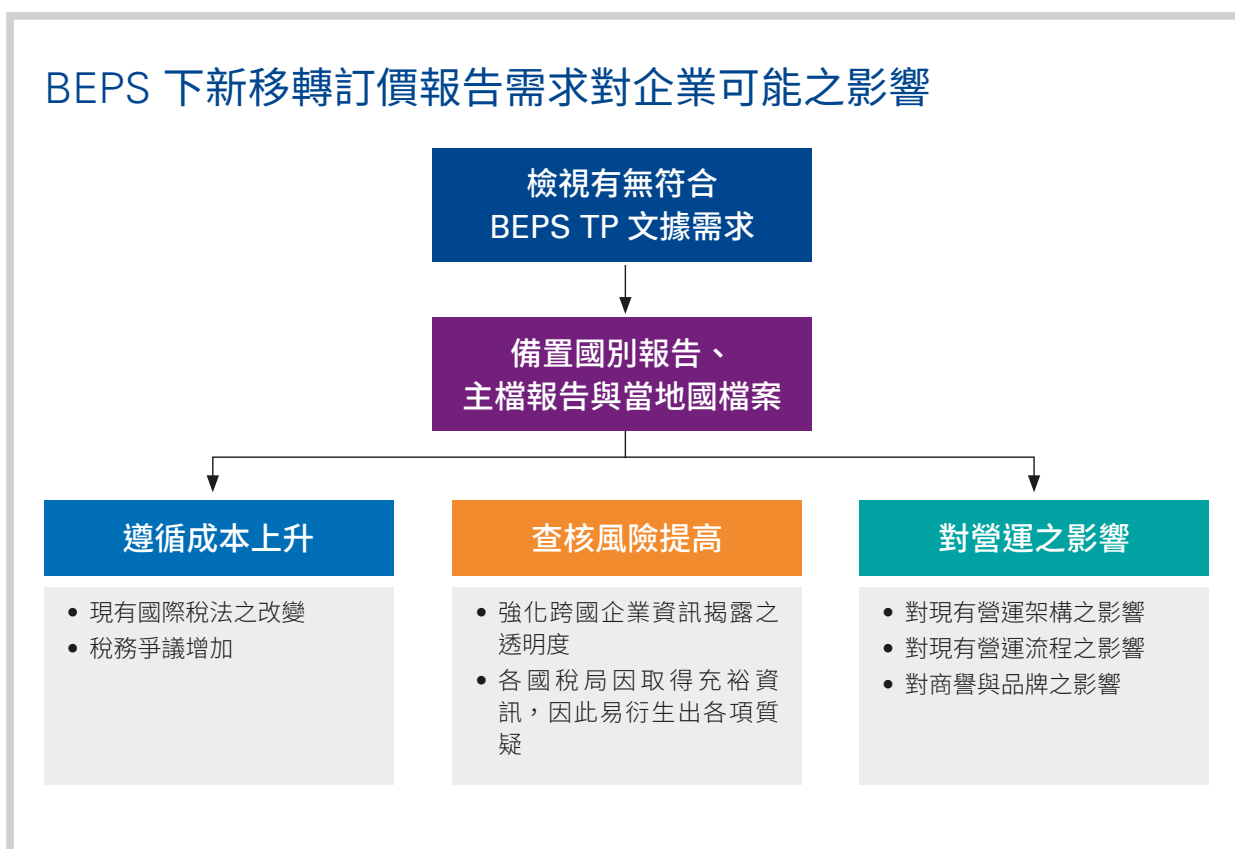 BEPS 下新移轉訂價報告需求對企業可能之影響
檢視有無符合
BEPS TP 文據需求
備置國別報告、
主檔報告與當地國檔案
遵循成本上升
• 現有國際稅法之改變
• 稅務爭議增加
查核風險提高
• 強化跨國企業資訊揭露之
透明度
• 各國稅局因取得充裕資
訊，因此易衍生出各項質
疑
對營運之影響
• 對現有營運架構之影響
• 對現有營運流程之影響
• 對商譽與品牌之影響